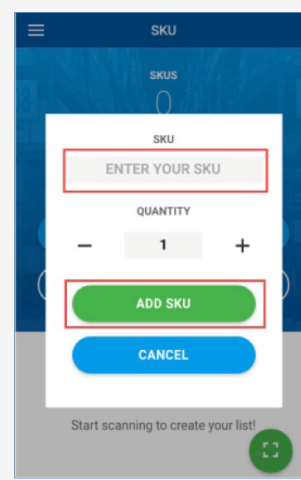 SKU
SKUS
0
SKU
ENTER YOUR SKU
QUANTITY
− 1 +
ADD SKU
CANCEL
Start scanning to create your list!